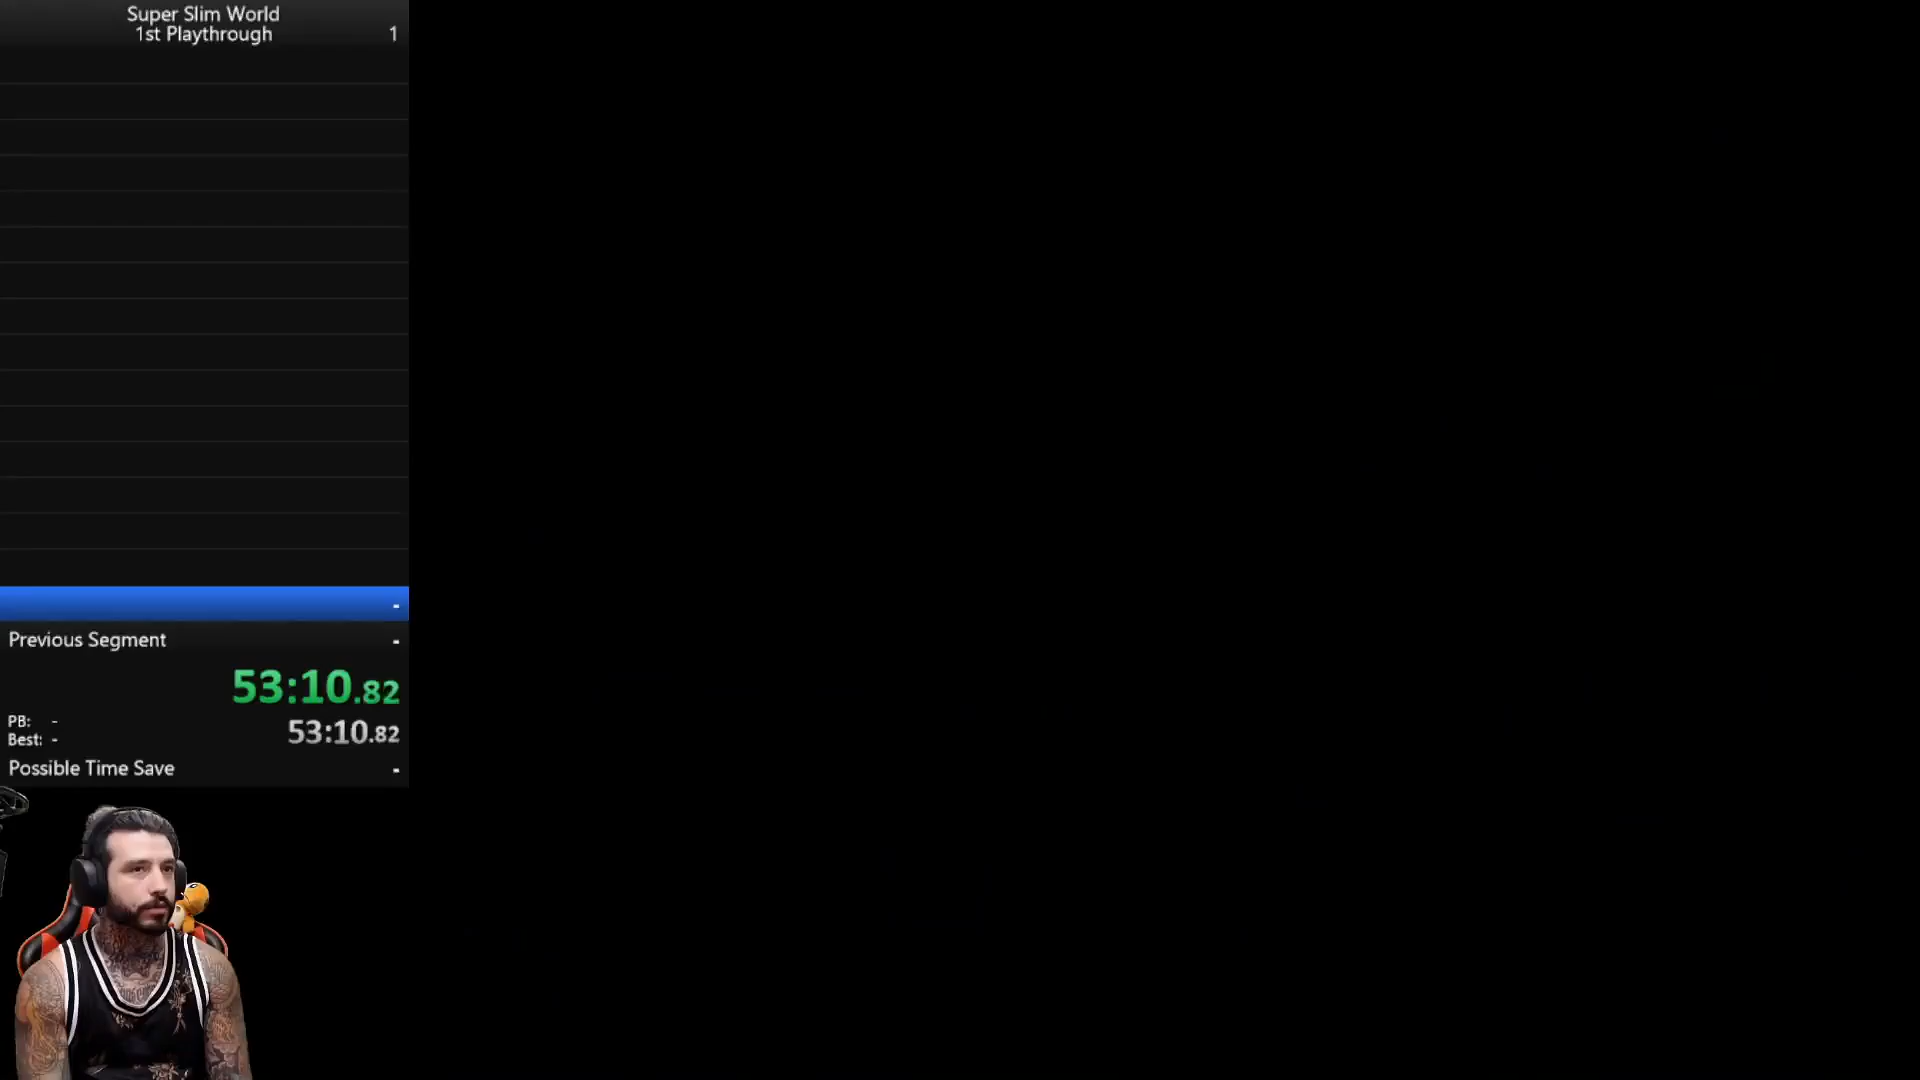 Super Slim World
1st Playthrough 1
-
Previous Segment -
53:10.82
PB: -
53:10.82
Best: -
Possible Time Save -